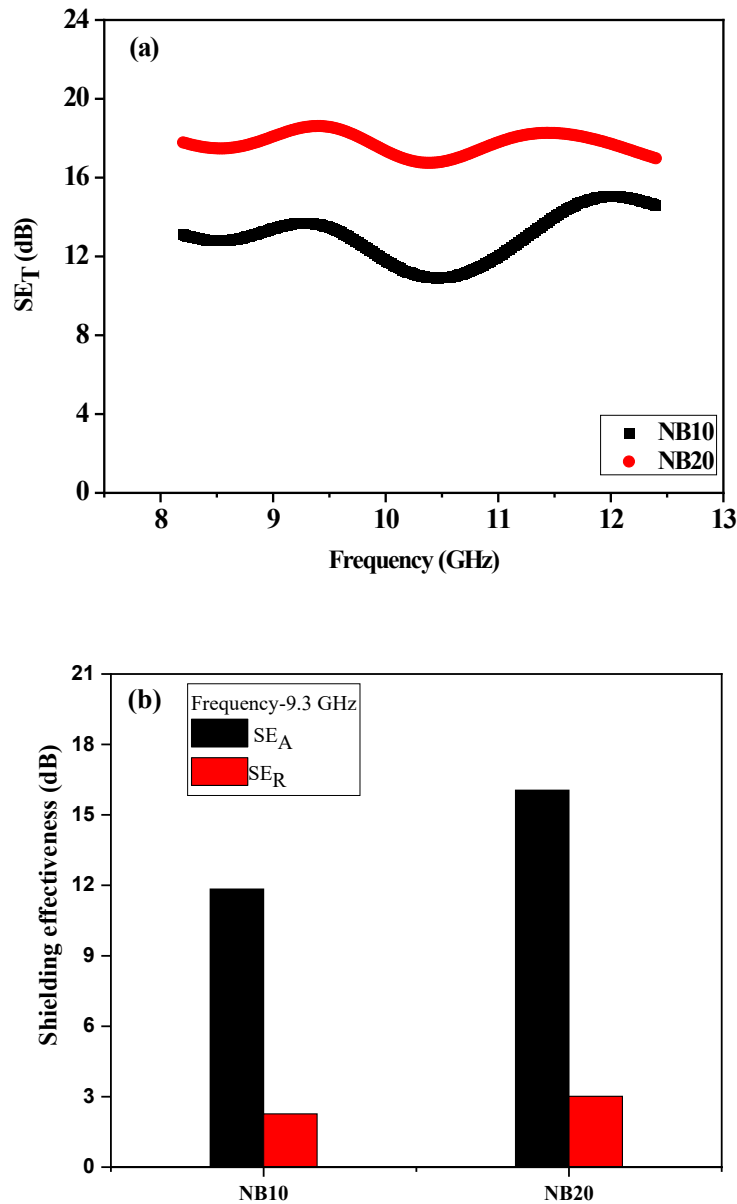 (a)
24
20
16
12
8
4
0
SET (dB)
NB10
NB20
8 9 10 11 12 13
Frequency (GHz)
(b)
Frequency-9.3 GHz
SEA
SER
21
18
15
12
9
6
3
0
Shielding effectiveness (dB)
NB10 NB20